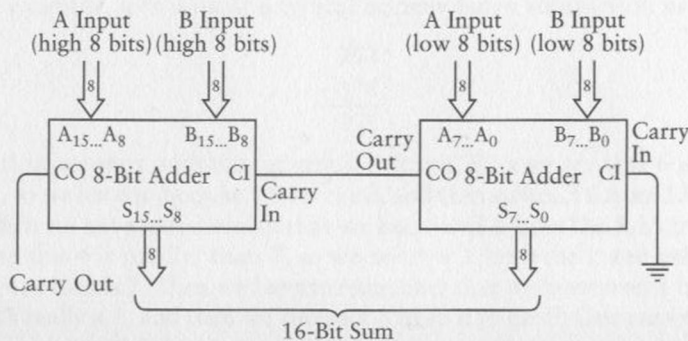 A Input
(high 8 bits)
B Input
(high 8 bits)
A Input
(low 8 bits)
B Input
(low 8 bits)
8
8
8
8
A15...A8
B15...B8
CO 8-Bit Adder CI
S15...S8
Carry
In
Carry
Out
A7...A0
B7...B0
CO 8-Bit Adder CI
S7...S0
Carry
In
8
8
Carry Out
16-Bit Sum